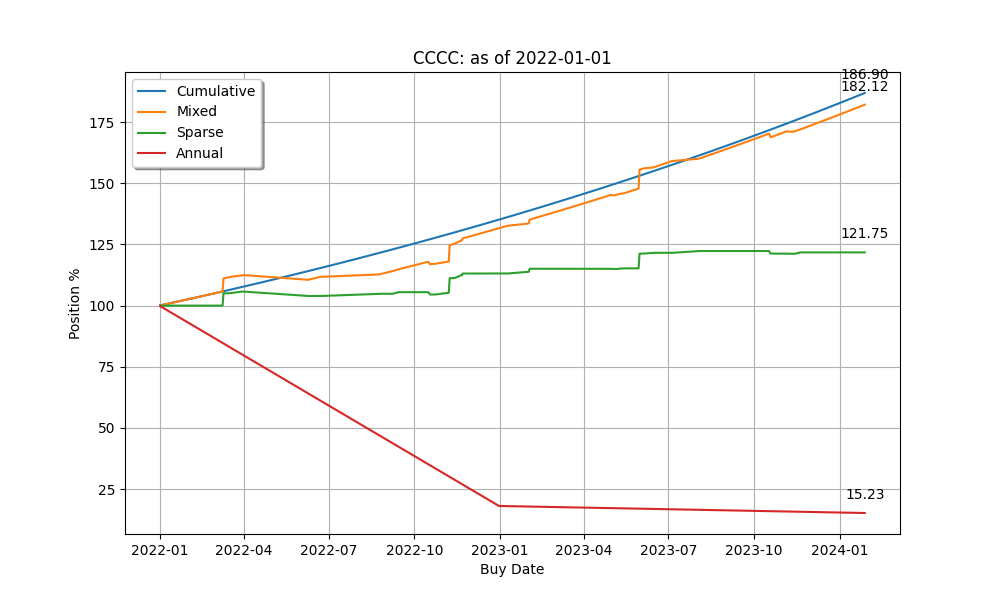 CCCC: as of 2022-01-01
186.90
182.12
Cumulative
Mixed
Sparse
Annual
121.75
15.23
175
150
125
100
75
50
25
Position %
2022-01 2022-04 2022-07 2022-10 2023-01 2023-04 2023-07 2023-10 2024-01
Buy Date